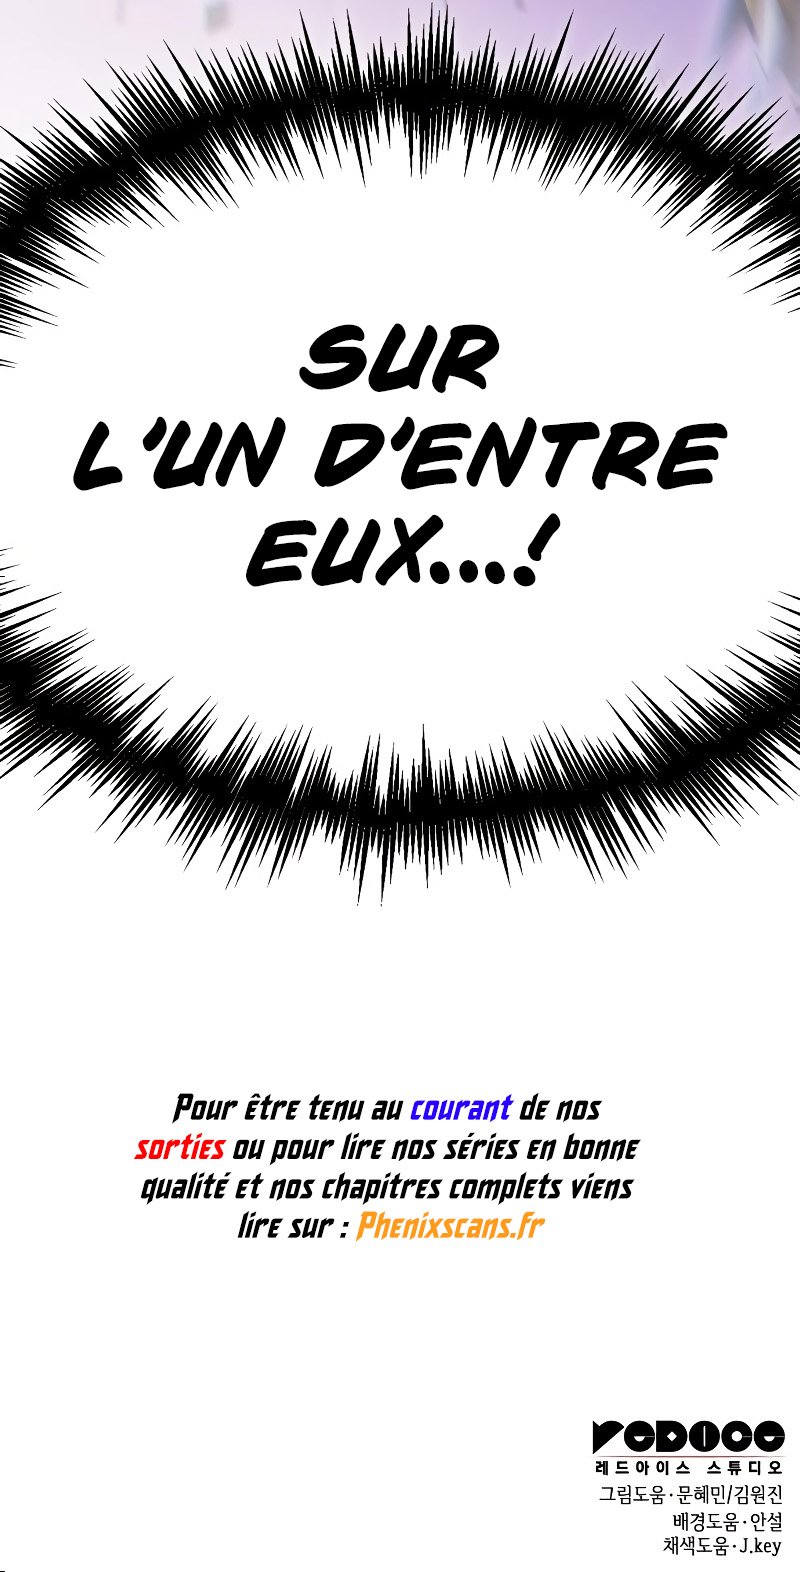 SUR
L'UN D'ENTRE
EUX...!
Pour être tenu au courant de nos
sorties ou pour lire nos séries en bonne
qualité et nos chapitres complets viens
lire sur : Phenixscans.fr
REDICE
레드아이스 스튜디오
그림도움·문혜민/김원진
배경도움·안설
채색도움·J.key